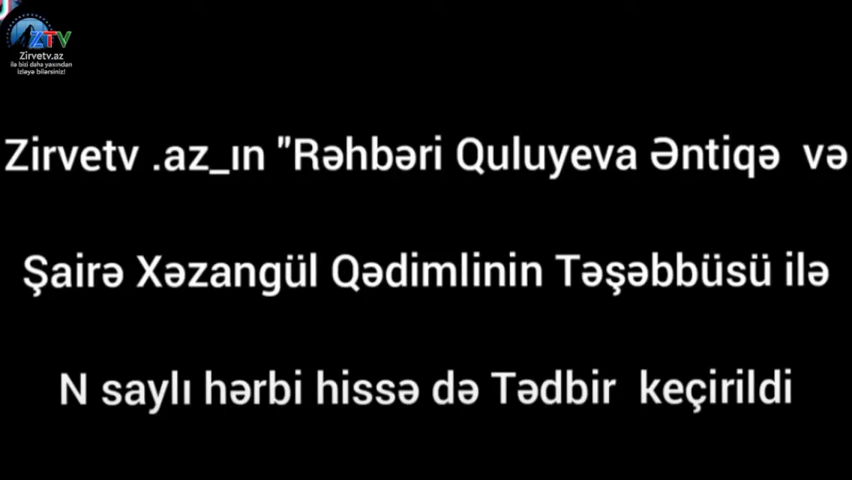 ZTV
Zirvetv.az
ilə bizi daha yaxından
izləyə bilərsiniz!
Zirvetv .az_ın "Rəhbəri Quluyeva Əntiqə və
Şairə Xəzangül Qədimlinin Təşəbbüsü ilə
N saylı hərbi hissə də Tədbir keçirildi